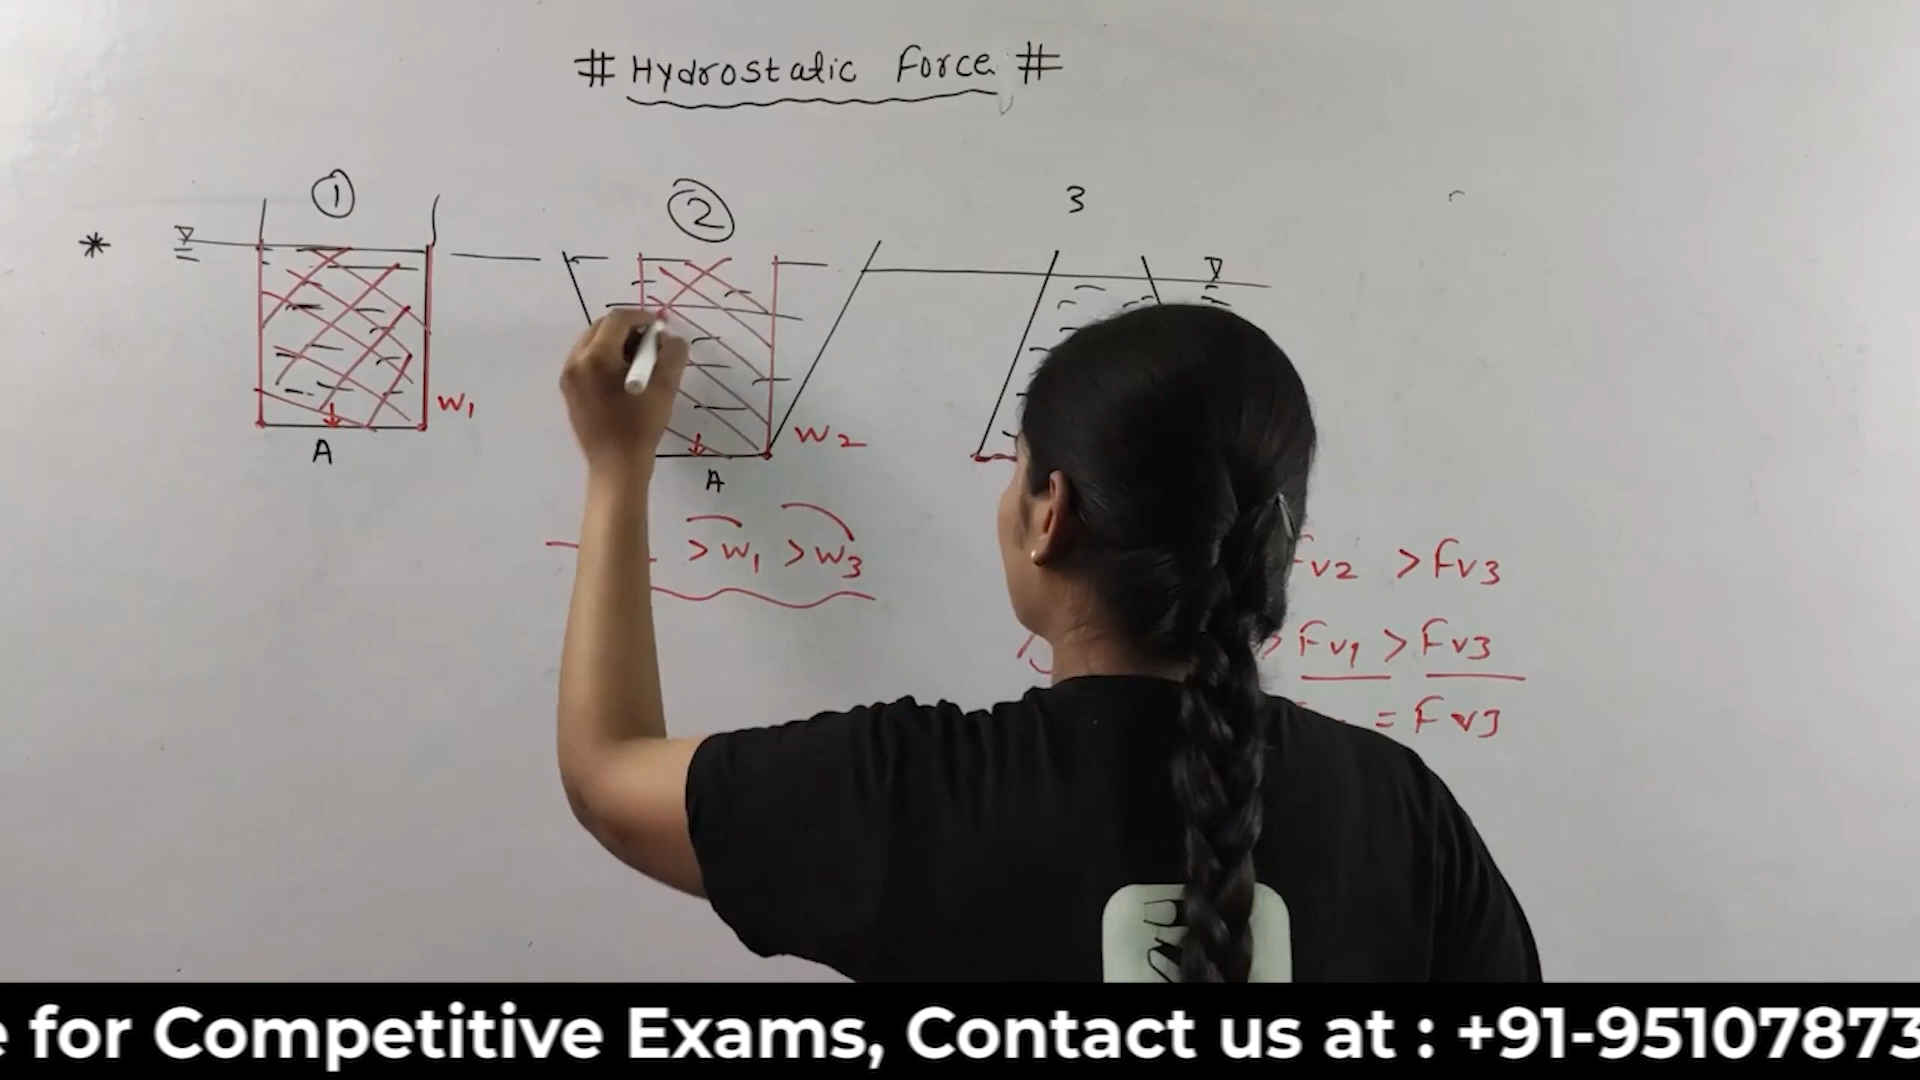 # Hydrostatic Force #
1
2
3
*
W1
W2
A
A
>W1 >W3
Fv2 >Fv3
> Fv1 > Fv3
= Fv3
for Competitive Exams, Contact us at : +91-95107873